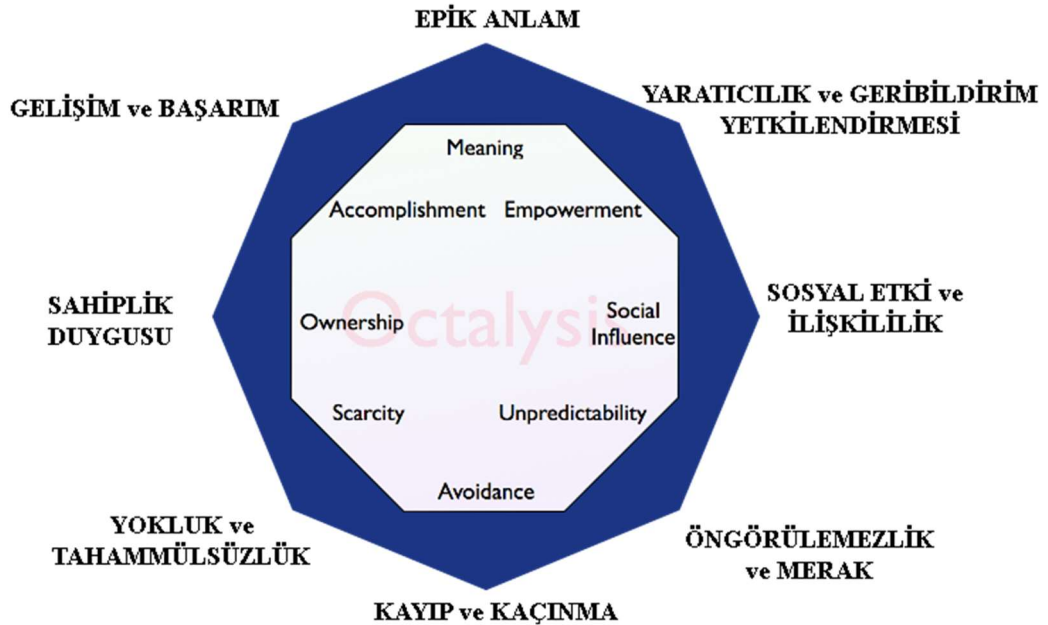 EPİK ANLAM
GELİŞİM ve BAŞARIM
YARATICILIK ve GERİBİLDİRİM
YETKİLENDİRMESİ
Meaning
Accomplishment
Empowerment
SAHİPLİK
DUYGUSU
Ownership
Octalysis
Social
Influence
SOSYAL ETKİ ve
İLİŞKİLİLİK
Scarcity
Unpredictability
Avoidance
YOKLUK ve
TAHAMMÜLSÜZLÜK
ÖNGÖRÜLEMEZLİK
ve MERAK
KAYIP ve KAÇINMA